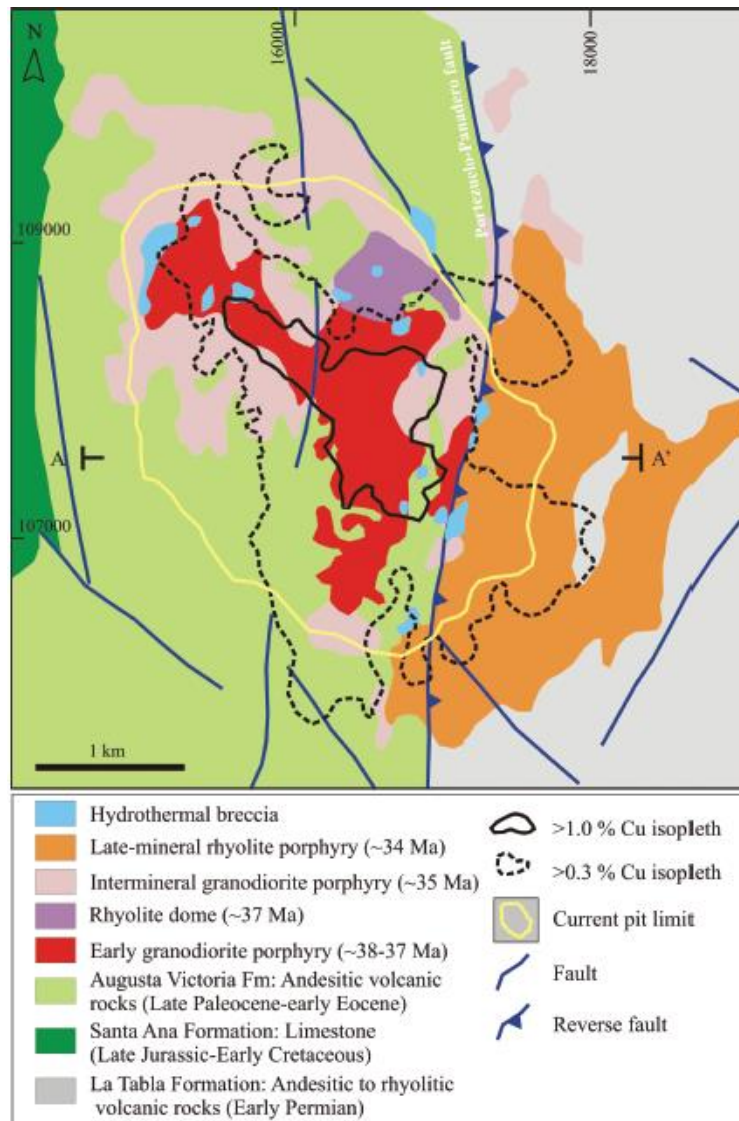 N
16000
18000
Portezuelo-Panadero fault
109000
A
A'
107000
1 km
Hydrothermal breccia
Late-mineral rhyolite porphyry (~34 Ma)
Intermineral granodiorite porphyry (~35 Ma)
Rhyolite dome (~37 Ma)
Early granodiorite porphyry (~38-37 Ma)
Augusta Victoria Fm: Andesitic volcanic
rocks (Late Paleocene-early Eocene)
Santa Ana Formation: Limestone
(Late Jurassic-Early Cretaceous)
La Tabla Formation: Andesitic to rhyolitic
volcanic rocks (Early Permian)
>1.0 % Cu isopleth
>0.3 % Cu isopleth
Current pit limit
Fault
Reverse fault